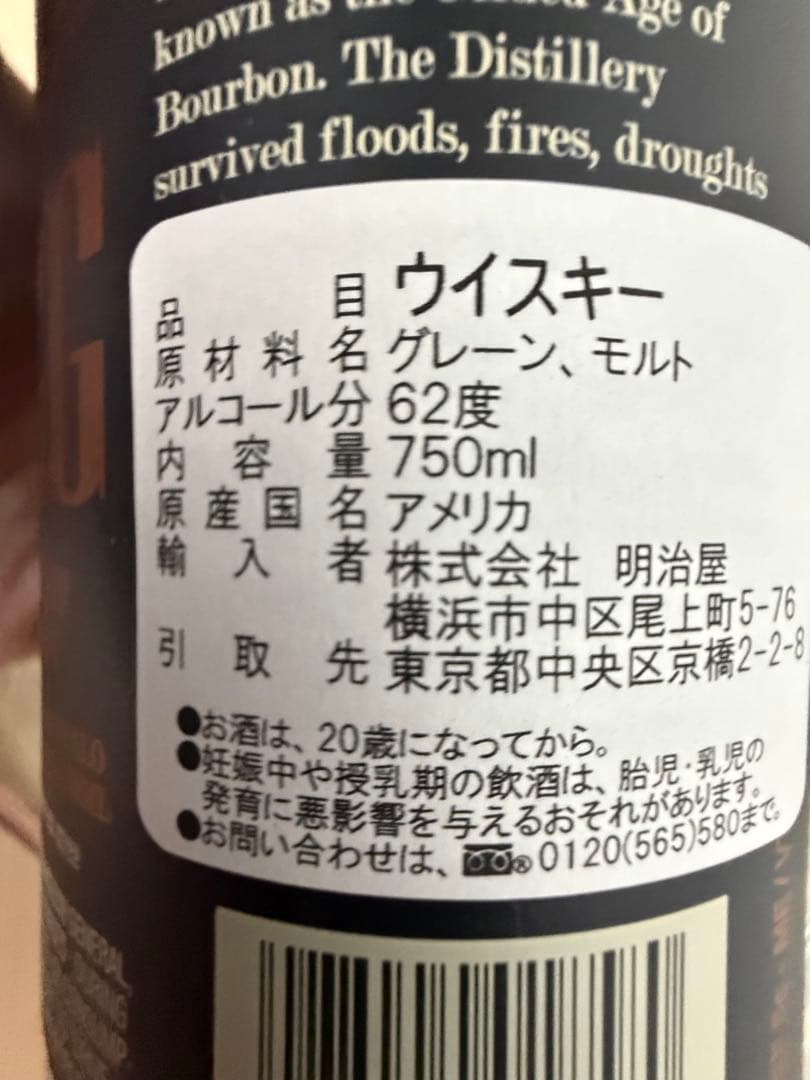 known as the Gilded Age of
Bourbon. The Distillery
survived floods, fires, droughts
品目 ウイスキー
原材料名 グレーン、モルト
アルコール分 62度
内容量 750ml
原産国名 アメリカ
輸入者 株式会社 明治屋
横浜市中区尾上町5-76
引取先 東京都中央区京橋2-2-8
●お酒は、20歳になってから。
●妊娠中や授乳期の飲酒は、胎児・乳児の
発育に悪影響を与えるおそれがあります。
●お問い合わせは、®0120(565)580まで。